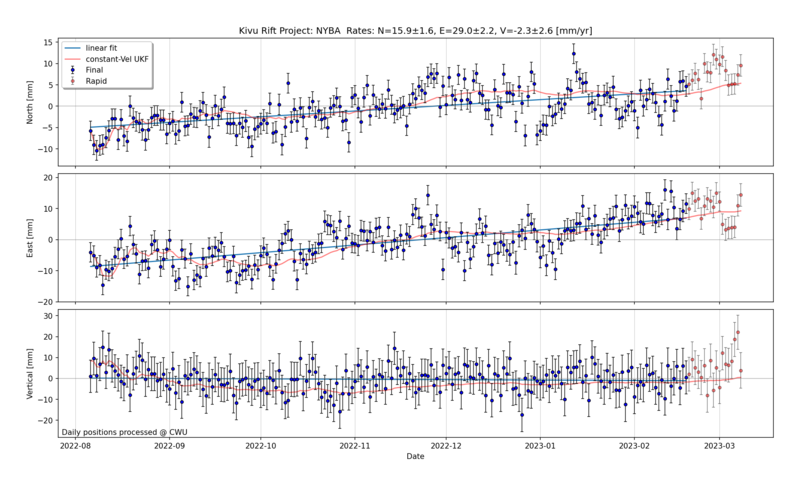 Kivu Rift Project: NYBA Rates: N=15.9±1.6, E=29.0±2.2, V=-2.3±2.6 [mm/yr]
linear fit
constant-Vel UKF
Final
Rapid
15
10
5
0
−5
−10
North [mm]
20
10
0
−10
−20
East [mm]
30
20
10
0
−10
−20
Vertical [mm]
Daily positions processed @ CWU
2022-08 2022-09 2022-10 2022-11 2022-12 2023-01 2023-02 2023-03
Date